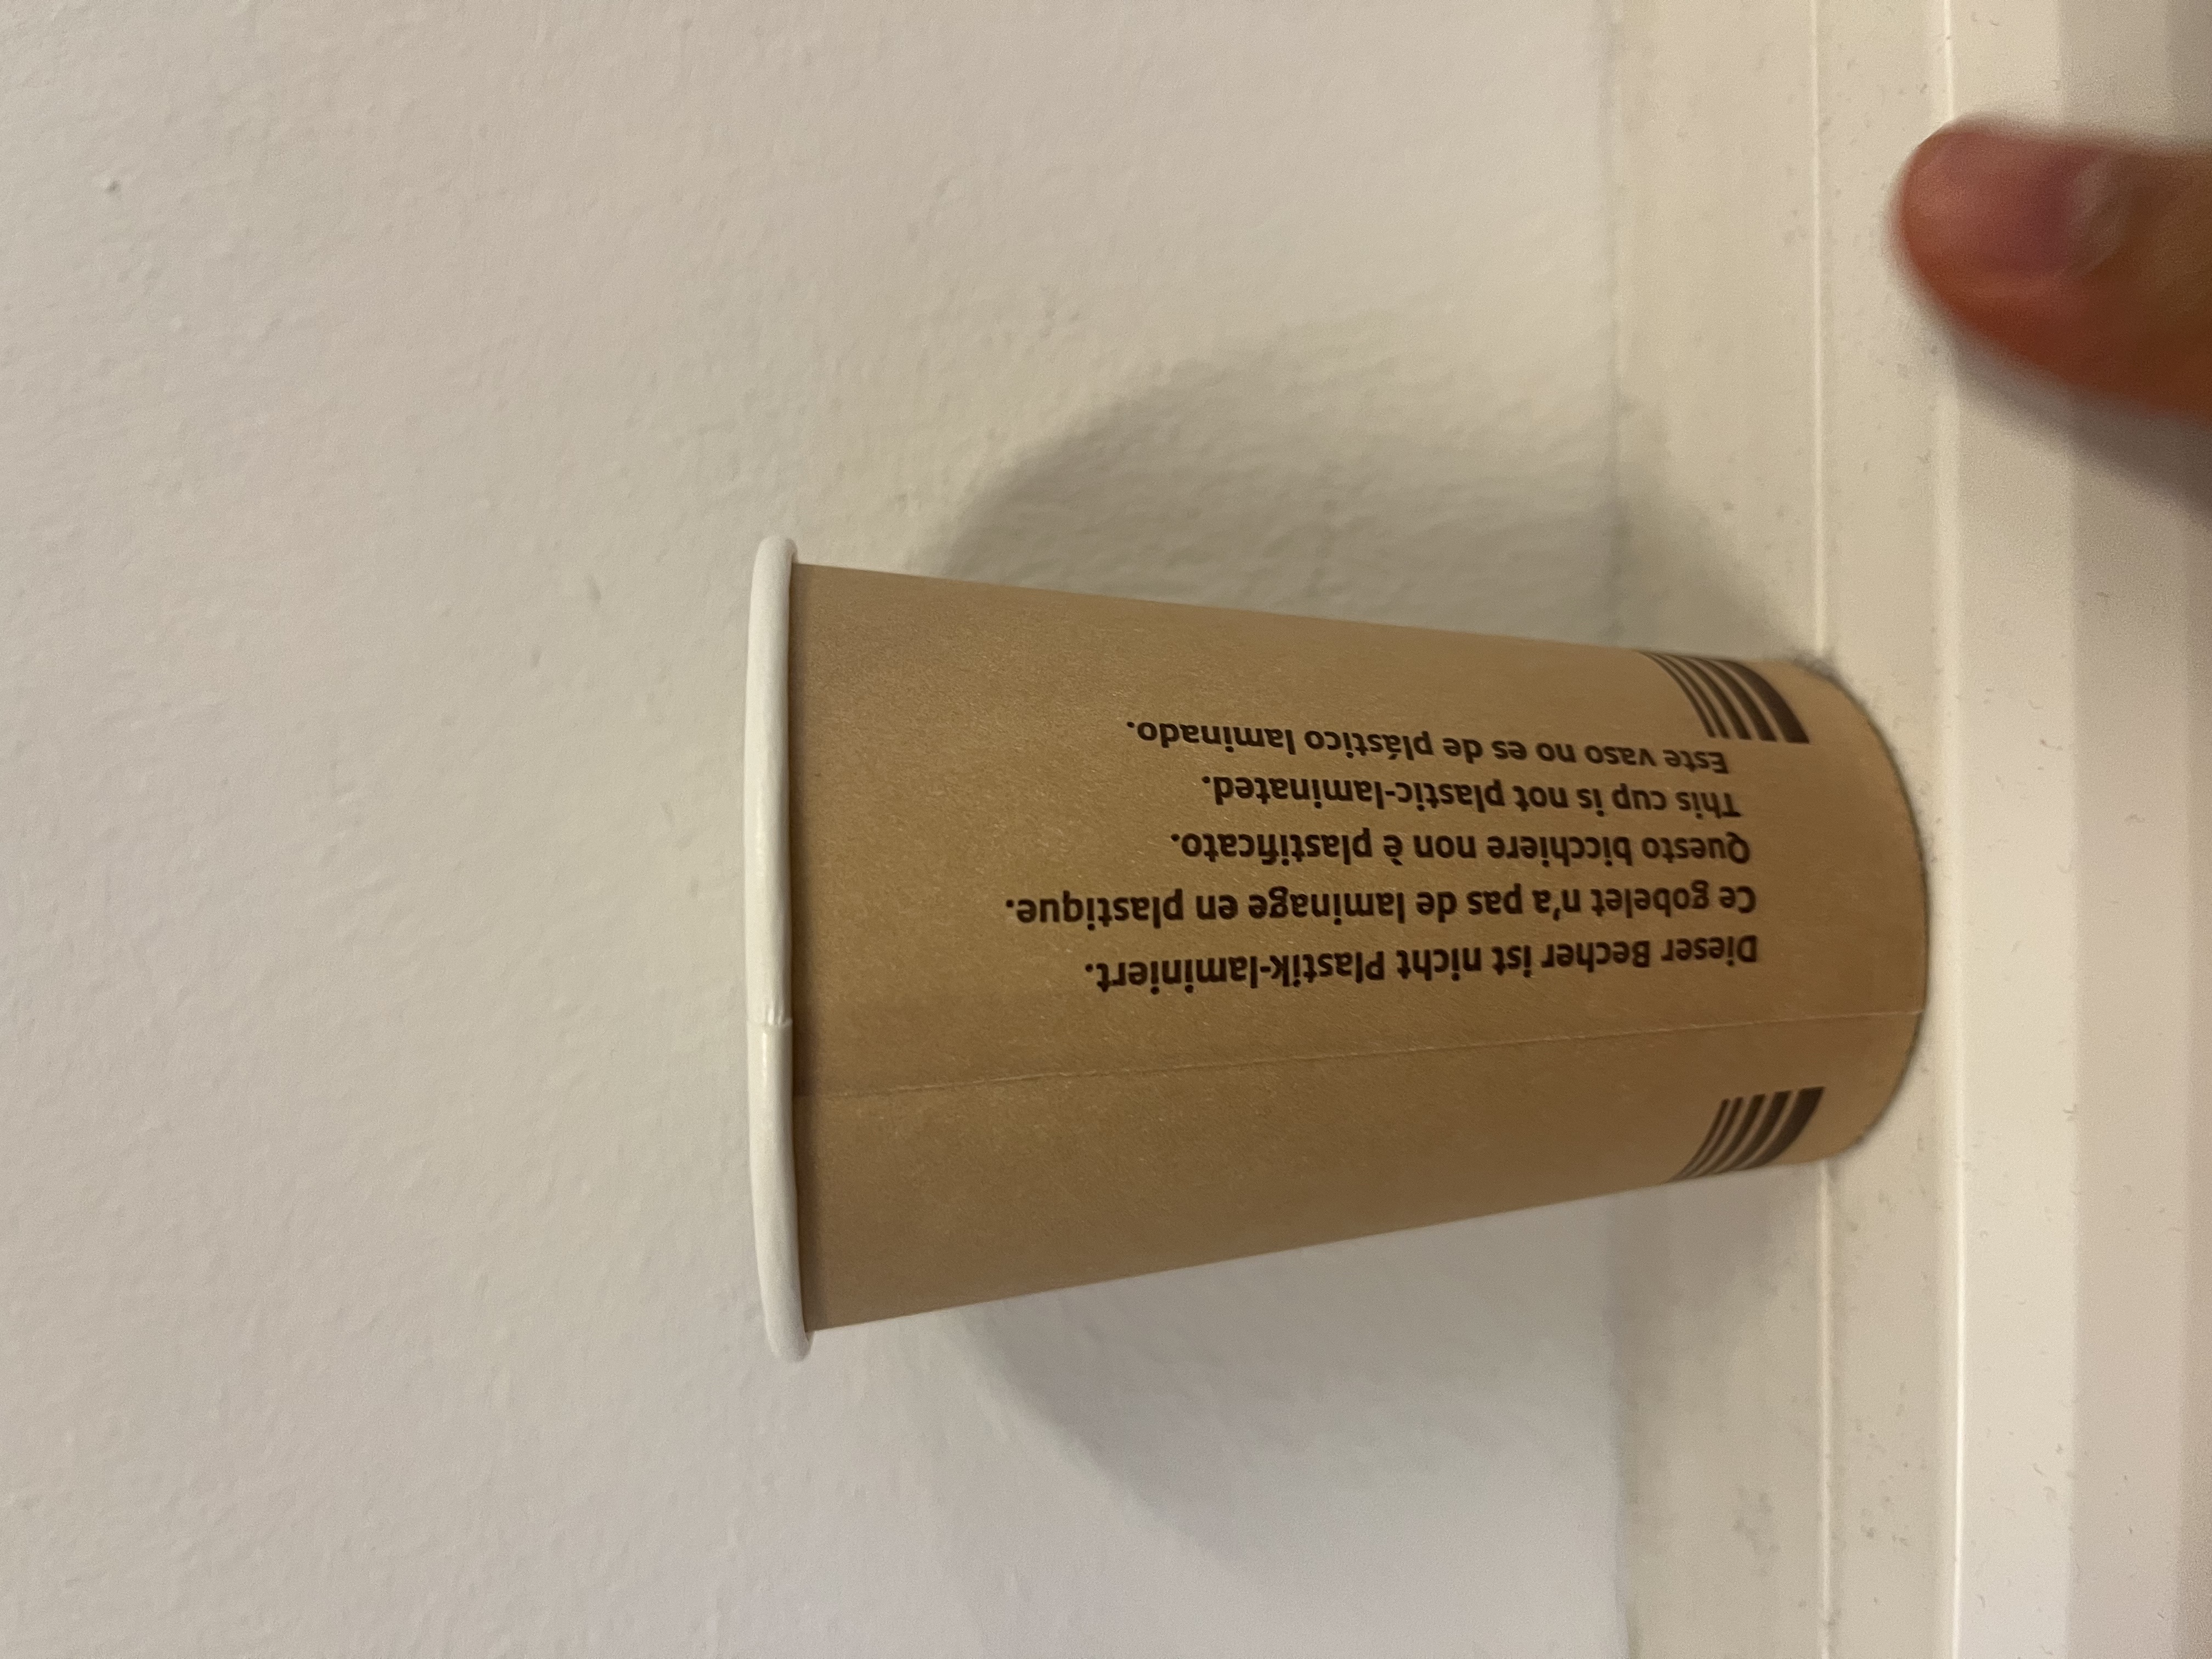 Dieser Becher ist nicht Plastik-laminiert.
Ce gobelet n'a pas de laminage en plastique.
Questo bicchiere non è plastificato.
This cup is not plastic-laminated.
Este vaso no es de plástico laminado.